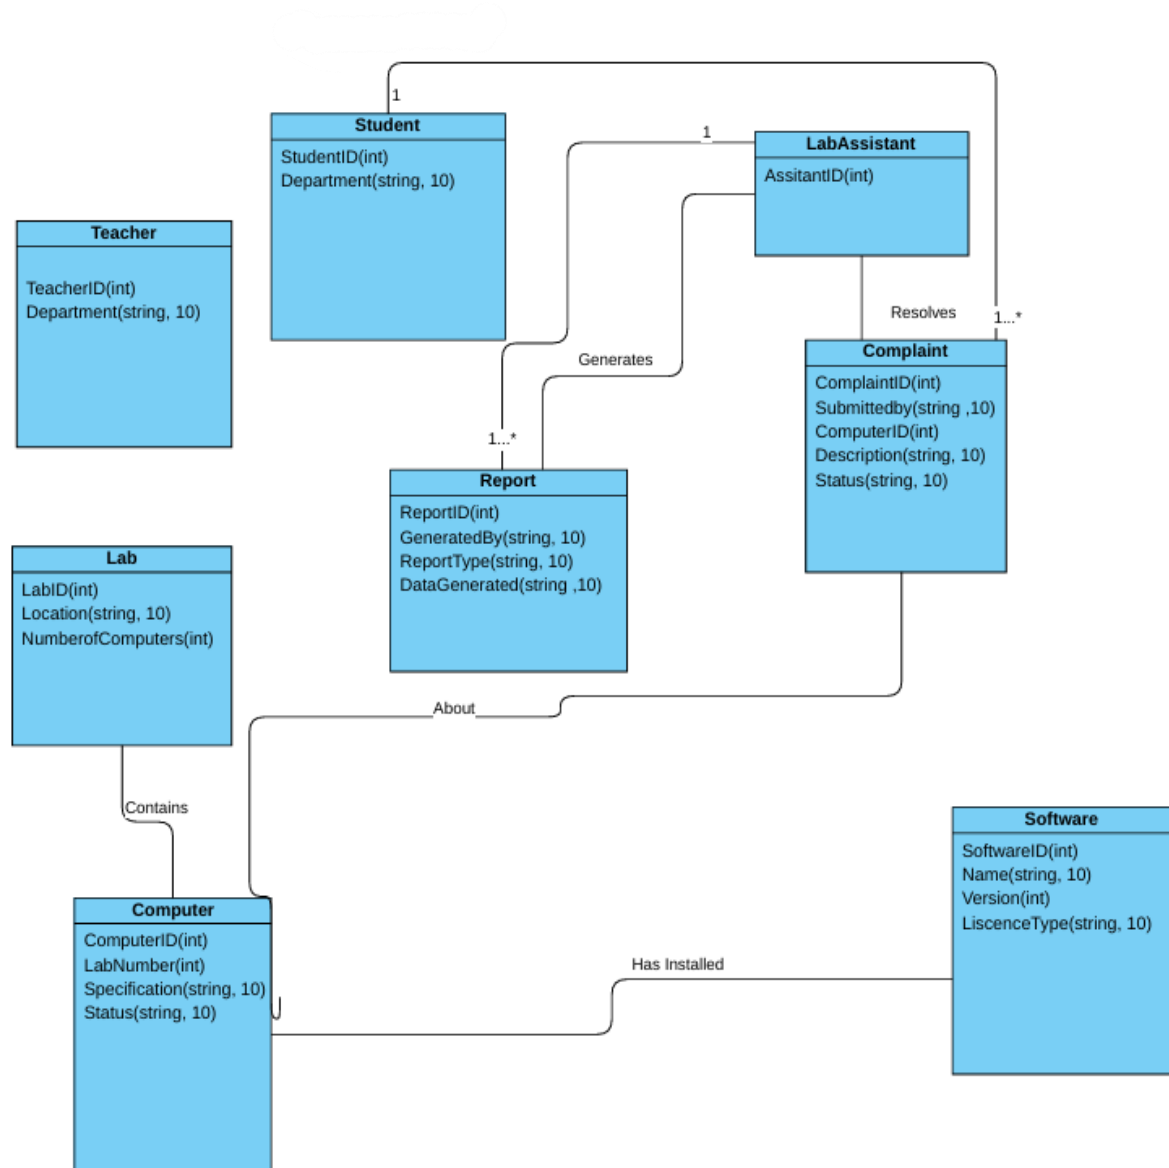 1
Student
StudentID(int)
Department(string, 10)
1
LabAssistant
AssitantID(int)
Teacher
TeacherID(int)
Department(string, 10)
Resolves
1...*
Generates
Complaint
ComplaintID(int)
Submittedby(string ,10)
ComputerID(int)
Description(string, 10)
Status(string, 10)
1...*
Report
ReportID(int)
GeneratedBy(string, 10)
ReportType(string, 10)
DataGenerated(string ,10)
Lab
LabID(int)
Location(string, 10)
NumberofComputers(int)
About
Contains
Software
SoftwareID(int)
Name(string, 10)
Version(int)
LiscenceType(string, 10)
Computer
ComputerID(int)
LabNumber(int)
Specification(string, 10)
Status(string, 10)
Has Installed